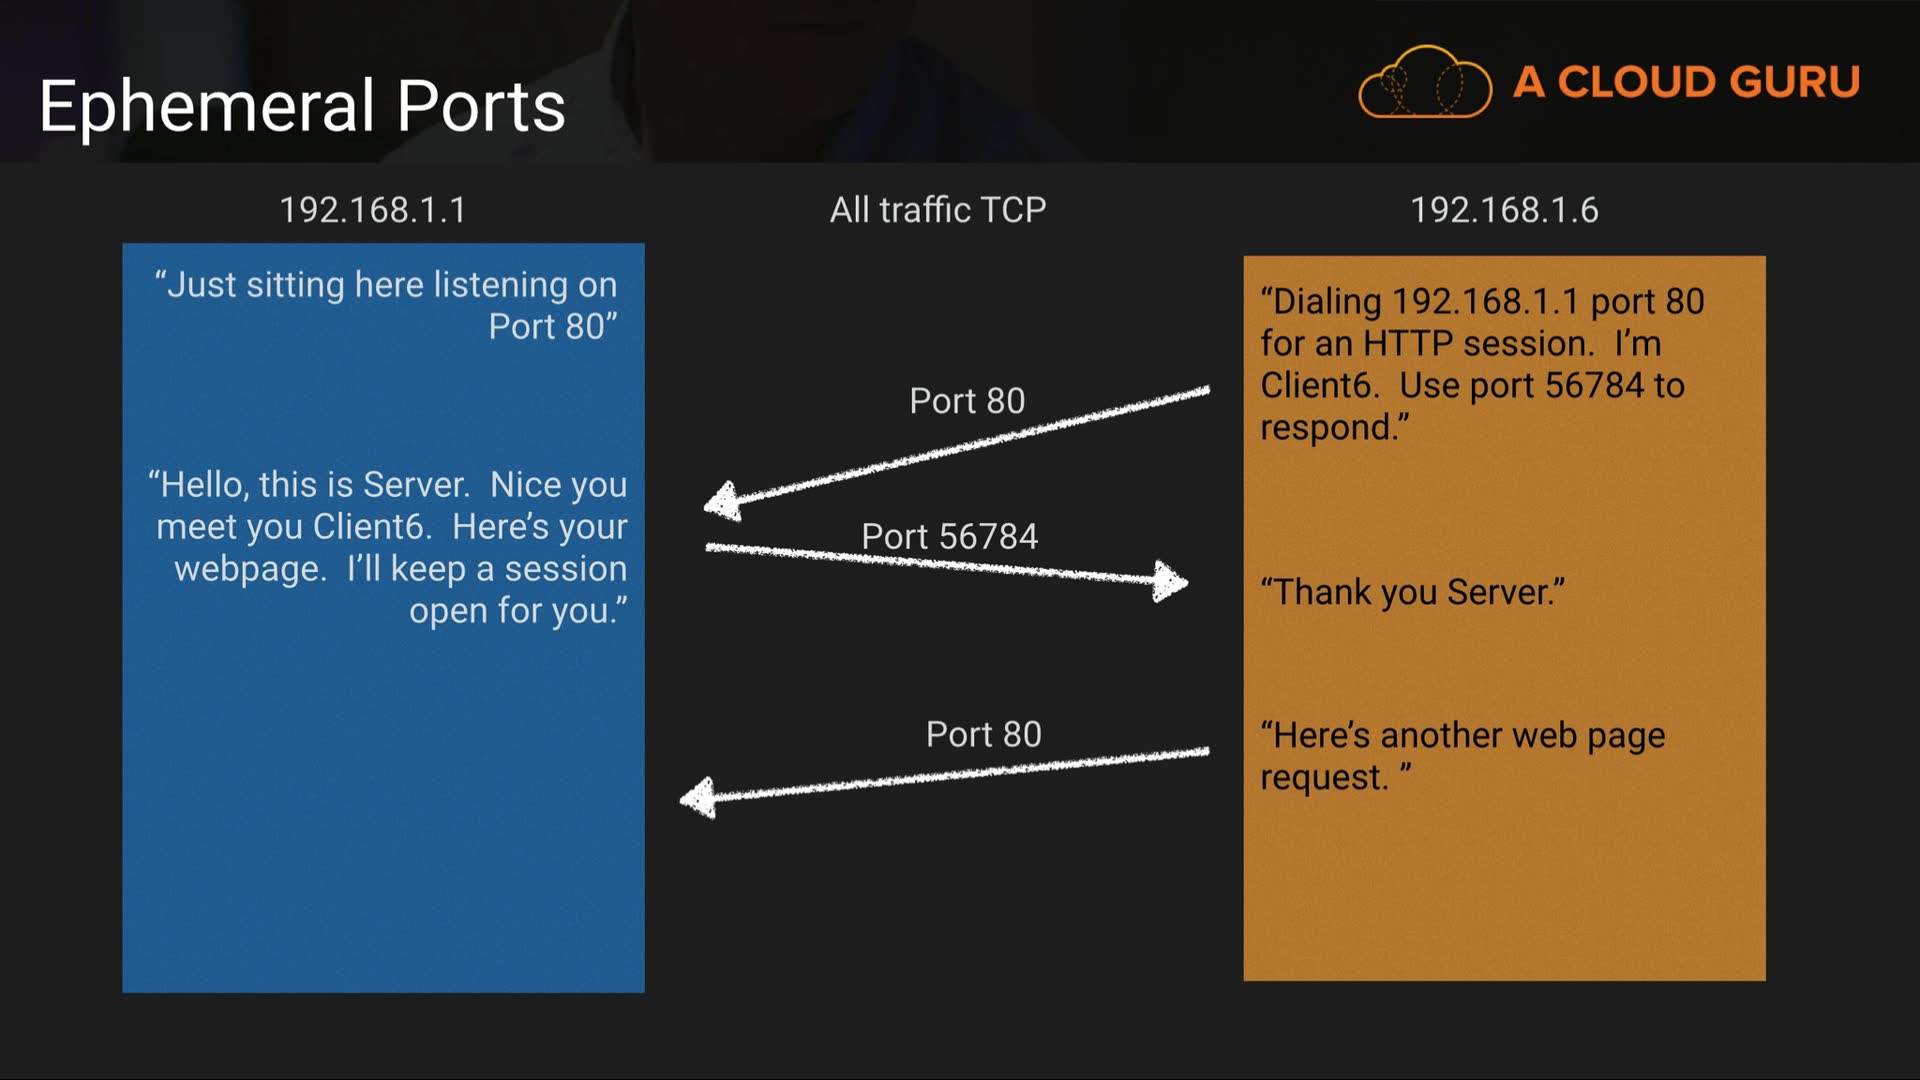 Ephemeral Ports
A CLOUD GURU
192.168.1.1
All traffic TCP
192.168.1.6
“Just sitting here listening on
Port 80”
“Dialing 192.168.1.1 port 80
for an HTTP session.  I’m
Client6.  Use port 56784 to
respond.”
Port 80
“Hello, this is Server.  Nice you
meet you Client6.  Here’s your
webpage.  I’ll keep a session
open for you.”
Port 56784
“Thank you Server.”
Port 80
“Here’s another web page
request. ”